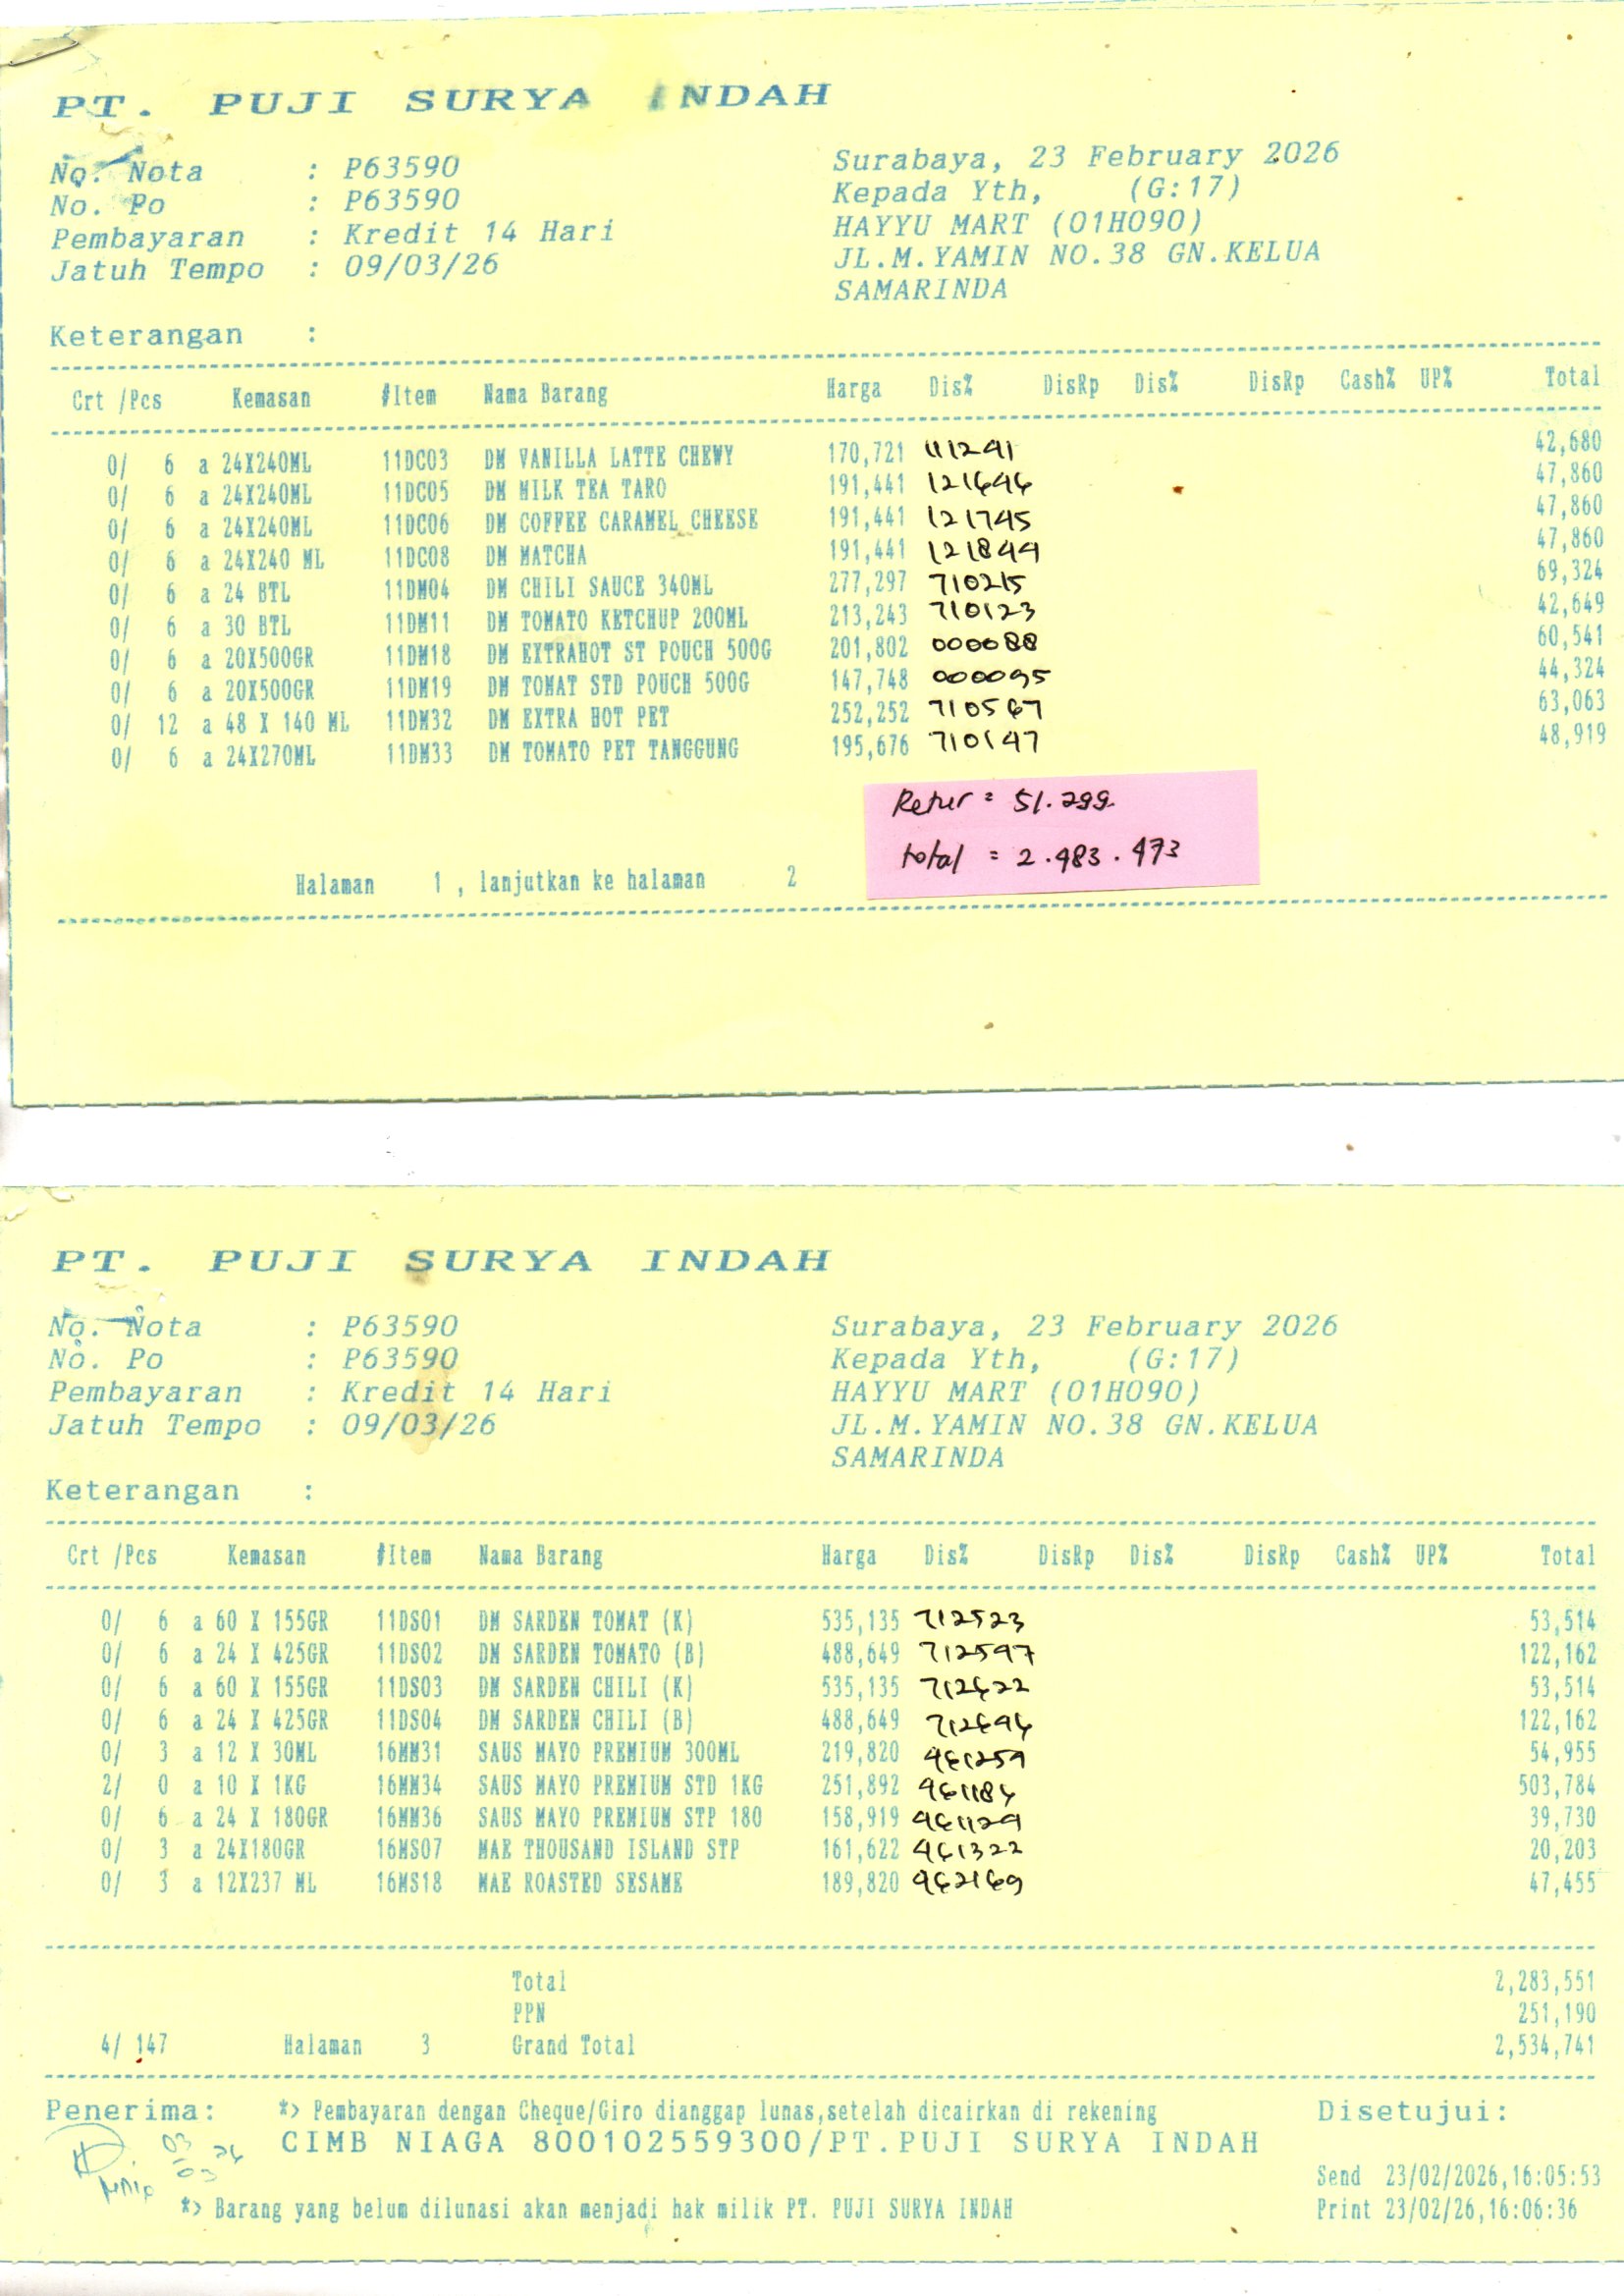 PT. PUJI SURYA INDAH
No. Nota : P63590
No. Po : P63590
Pembayaran : Kredit 14 Hari
Jatuh Tempo : 09/03/26
Surabaya, 23 February 2026
Kepada Yth, (G:17)
HAYYU MART (01H090)
JL.M.YAMIN NO.38 GN.KELUA
SAMARINDA
Keterangan :
Crt /Pcs Kemasan #Item Nama Barang Harga Dis% DisRp Dis% DisRp Cash% UP% Total
0/ 6 a 24X240ML 11DC03 DM VANILLA LATTE CHEWY 170,721 111291 42,680
0/ 6 a 24X240ML 11DC05 DM MILK TEA TARO 191,441 121646 47,860
0/ 6 a 24X240ML 11DC06 DM COFFEE CARAMEL CHEESE 191,441 121745 47,860
0/ 6 a 24X240 ML 11DC08 DM MATCHA 191,441 121844 47,860
0/ 6 a 24 BTL 11DM04 DM CHILI SAUCE 340ML 277,297 710215 69,324
0/ 6 a 30 BTL 11DM11 DM TOMATO KETCHUP 200ML 213,243 710123 42,649
0/ 6 a 20X500GR 11DM18 DM EXTRAHOT ST POUCH 500G 201,802 000088 60,541
0/ 6 a 20X500GR 11DM19 DM TOMAT STD POUCH 500G 147,748 000095 44,324
0/ 12 a 48 X 140 ML 11DM32 DM EXTRA HOT PET 252,252 710567 63,063
0/ 6 a 24X270ML 11DM33 DM TOMATO PET TANGGUNG 195,676 710147 48,919
Retur = 51.299.
total = 2.483.473
Halaman 1 , lanjutkan ke halaman 2
PT. PUJI SURYA INDAH
No. Nota : P63590
No. Po : P63590
Pembayaran : Kredit 14 Hari
Jatuh Tempo : 09/03/26
Surabaya, 23 February 2026
Kepada Yth, (G:17)
HAYYU MART (01H090)
JL.M.YAMIN NO.38 GN.KELUA
SAMARINDA
Keterangan :
Crt /Pcs Kemasan #Item Nama Barang Harga Dis% DisRp Dis% DisRp Cash% UP% Total
0/ 6 a 60 X 155GR 11DS01 DM SARDEN TOMAT (K) 535,135 712523 53,514
0/ 6 a 24 X 425GR 11DS02 DM SARDEN TOMATO (B) 488,649 712547 122,162
0/ 6 a 60 X 155GR 11DS03 DM SARDEN CHILI (K) 535,135 712622 53,514
0/ 6 a 24 X 425GR 11DS04 DM SARDEN CHILI (B) 488,649 712646 122,162
0/ 3 a 12 X 30ML 16MM31 SAUS MAYO PREMIUM 300ML 219,820 961259 54,955
2/ 0 a 10 X 1KG 16MM34 SAUS MAYO PREMIUM STD 1KG 251,892 961186 503,784
0/ 6 a 24 X 180GR 16MM36 SAUS MAYO PREMIUM STP 180 158,919 961129 39,730
0/ 3 a 24X180GR 16MS07 MAE THOUSAND ISLAND STP 161,622 961322 20,203
0/ 3 a 12X237 ML 16MS18 MAE ROASTED SESAME 189,820 962169 47,455
Total 2,283,551
PPN 251,190
4/ 147 Halaman 3 Grand Total 2,534,741
Penerima: *> Pembayaran dengan Cheque/Giro dianggap lunas,setelah dicairkan di rekening Disetujui:
CIMB NIAGA 800102559300/PT.PUJI SURYA INDAH
03/03 26
Send 23/02/2026,16:05:53
*> Barang yang belum dilunasi akan menjadi hak milik PT. PUJI SURYA INDAH Print 23/02/26,16:06:36